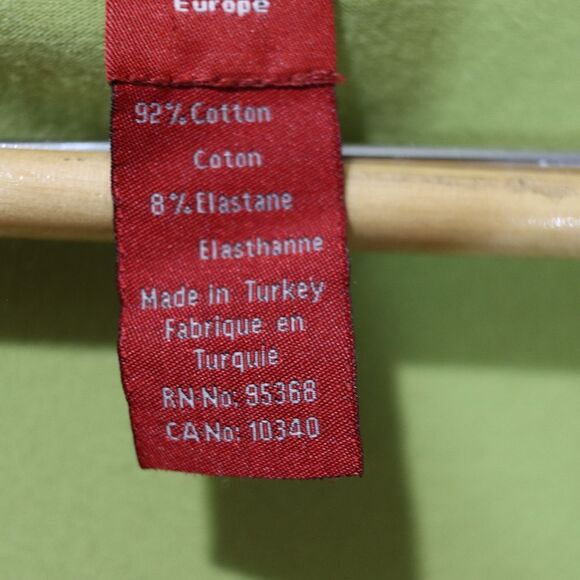 Europe
92% Cotton
Coton
8% Elastane
Elasthanne
Made in Turkey
Fabrique en
Turquie
RN No: 95368
CA No: 10340